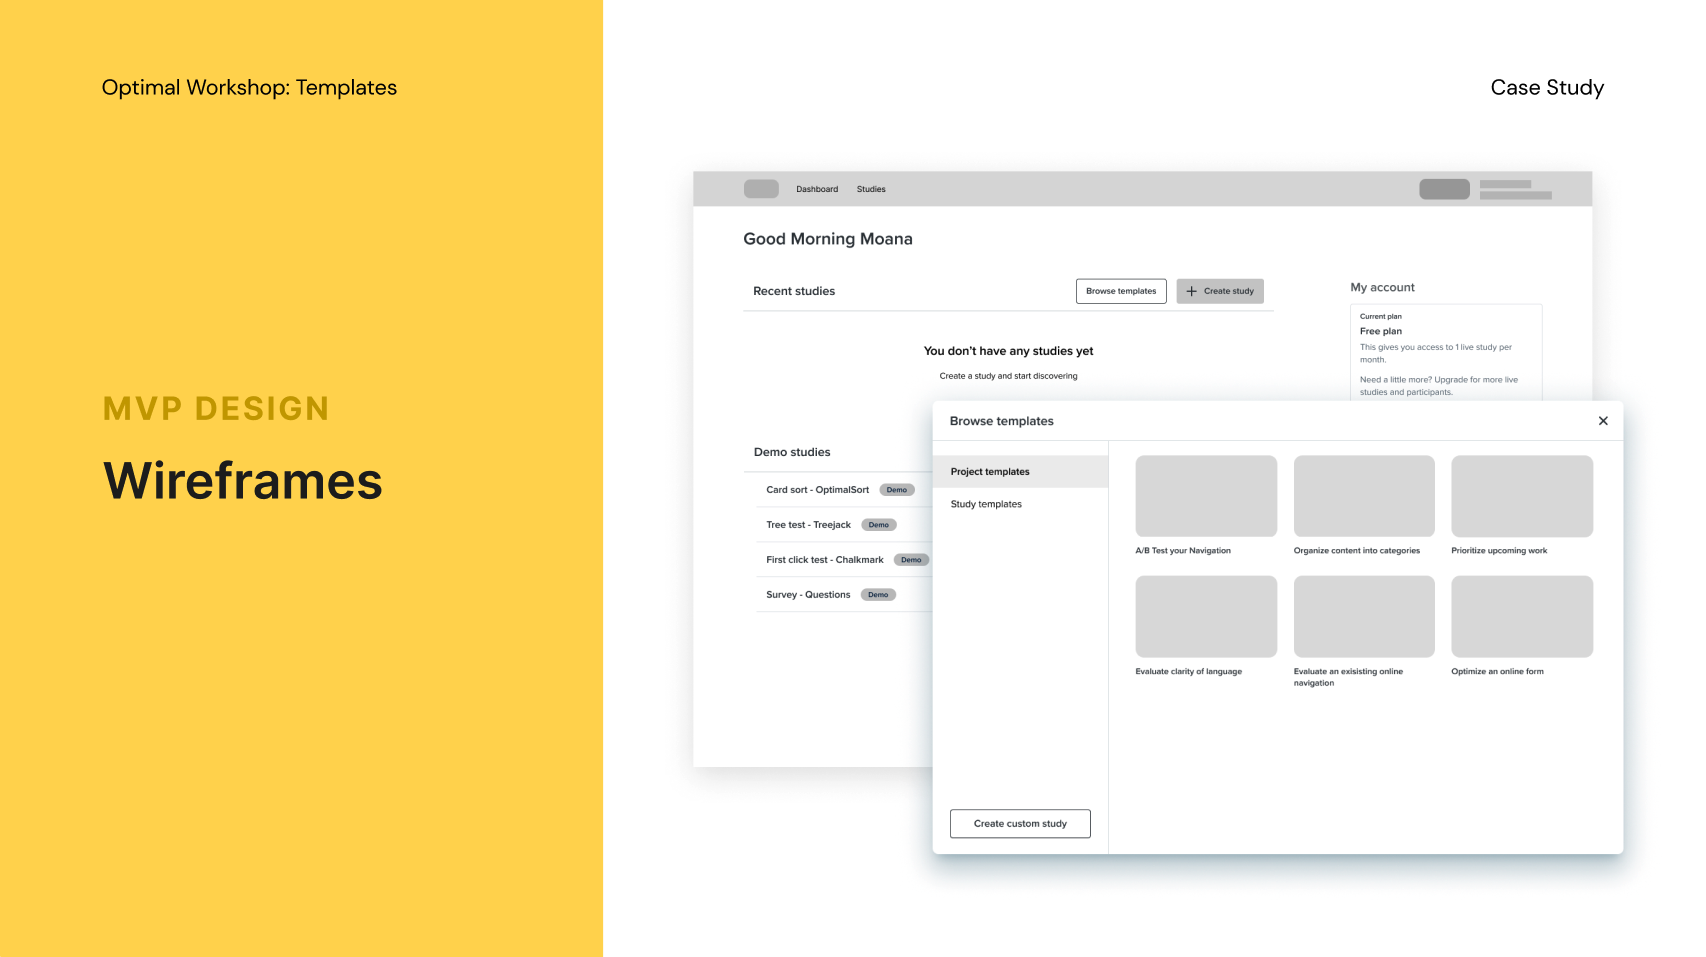 Optimal Workshop: Templates
Case Study
MVP DESIGN
Wireframes
Dashboard
Studies
Good Morning Moana
Recent studies
Browse templates
Create study
You don't have any studies yet
Create a study and start discovering
My account
Current plan
Free plan
This gives you access to 1 live study per
month.
Need a little more? Upgrade for more live
studies and participants.
Demo studies
Card sort - OptimalSort Demo
Tree test - Treejack Demo
First click test - Chalkmark Demo
Survey - Questions Demo
Browse templates
Project templates
Study templates
A/B Test your Navigation
Organize content into categories
Prioritize upcoming work
Evaluate clarity of language
Evaluate an exisisting online
navigation
Optimize an online form
Create custom study